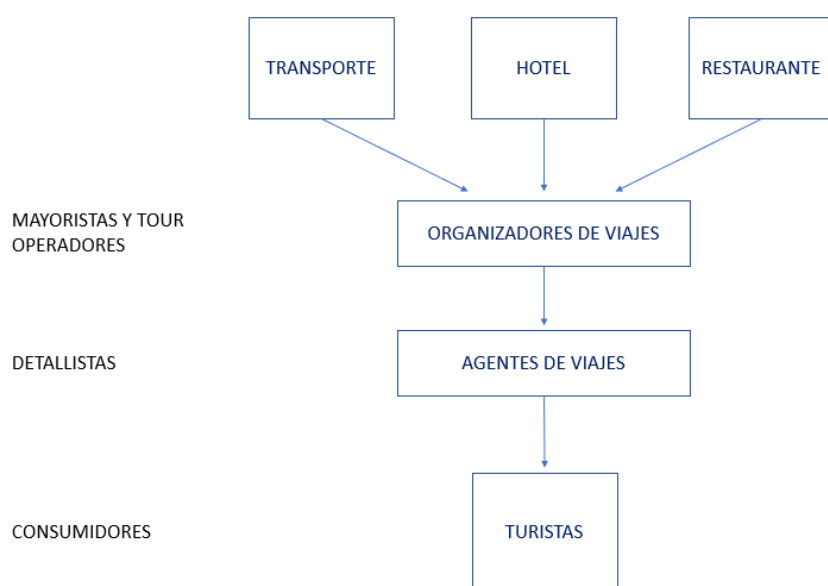 TRANSPORTE
HOTEL
RESTAURANTE
MAYORISTAS Y TOUR
OPERADORES
ORGANIZADORES DE VIAJES
DETALLISTAS
AGENTES DE VIAJES
CONSUMIDORES
TURISTAS